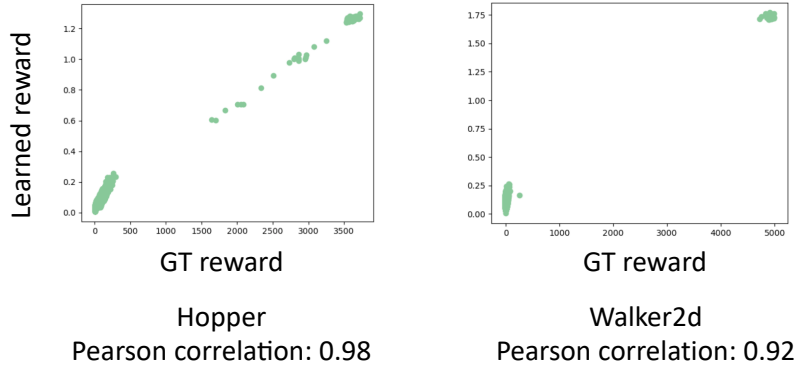 Learned reward
1.2
1.0
0.8
0.6
0.4
0.2
0.0
0 500 1000 1500 2000 2500 3000 3500
GT reward
Hopper
Pearson correlation: 0.98
1.75
1.50
1.25
1.00
0.75
0.50
0.25
0.00
0 1000 2000 3000 4000 5000
GT reward
Walker2d
Pearson correlation: 0.92